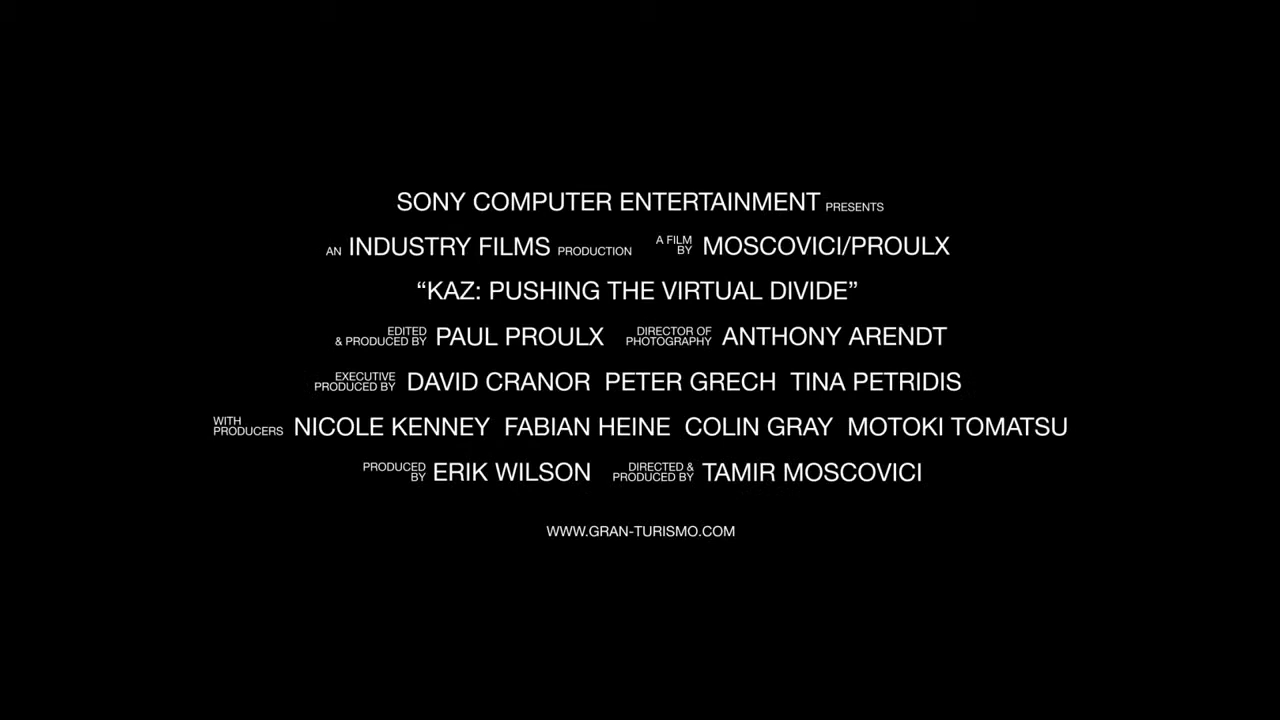 SONY COMPUTER ENTERTAINMENT PRESENTS
AN INDUSTRY FILMS PRODUCTION A FILM BY MOSCOVICI/PROULX
“KAZ: PUSHING THE VIRTUAL DIVIDE”
EDITED & PRODUCED BY PAUL PROULX DIRECTOR OF PHOTOGRAPHY ANTHONY ARENDT
EXECUTIVE PRODUCED BY DAVID CRANOR PETER GRECH TINA PETRIDIS
WITH PRODUCERS NICOLE KENNEY FABIAN HEINE COLIN GRAY MOTOKI TOMATSU
PRODUCED BY ERIK WILSON DIRECTED & PRODUCED BY TAMIR MOSCOVICI
WWW.GRAN-TURISMO.COM